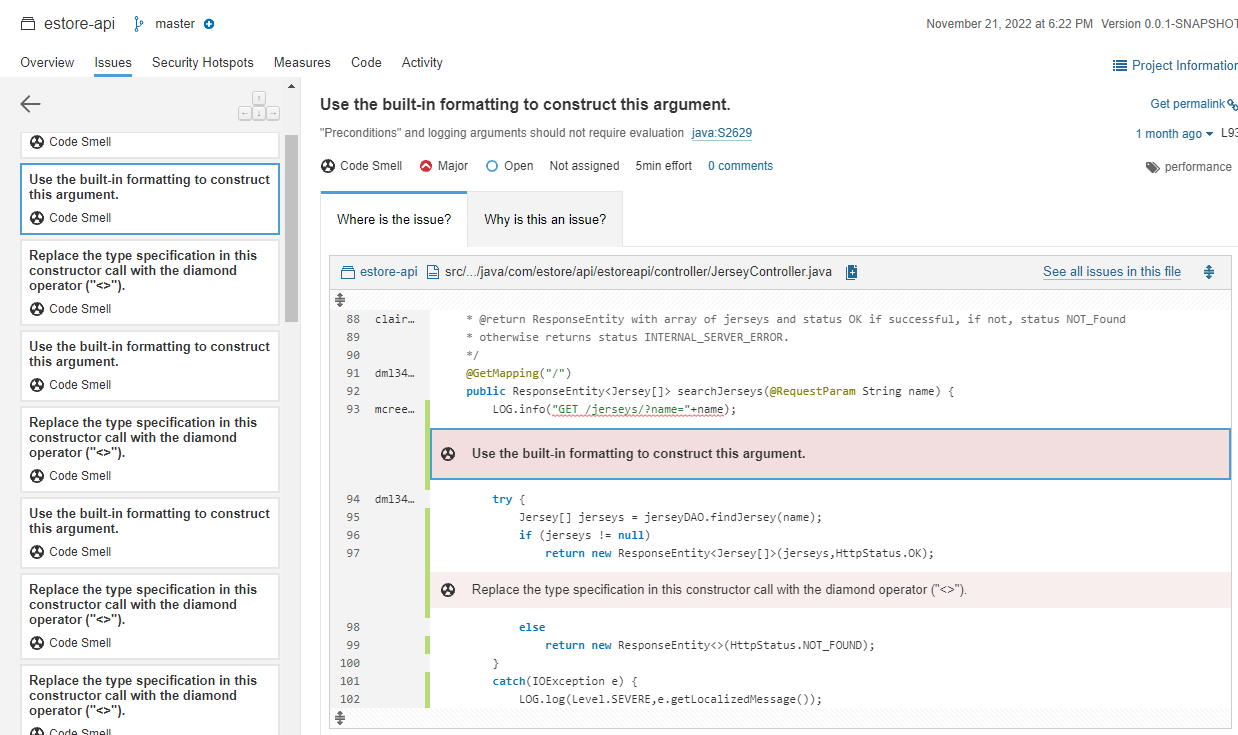 estore-api master
November 21, 2022 at 6:22 PM Version 0.0.1-SNAPSHOT
Overview Issues Security Hotspots Measures Code Activity
Project Information
Code Smell
Use the built-in formatting to construct
this argument.
Code Smell
Replace the type specification in this
constructor call with the diamond
operator ("<>").
Code Smell
Use the built-in formatting to construct
this argument.
Code Smell
Replace the type specification in this
constructor call with the diamond
operator ("<>").
Code Smell
Use the built-in formatting to construct
this argument.
Code Smell
Replace the type specification in this
constructor call with the diamond
operator ("<>").
Code Smell
Replace the type specification in this
constructor call with the diamond
operator ("<>").
Code Smell
Use the built-in formatting to construct this argument.
Get permalink
"Preconditions" and logging arguments should not require evaluation java:S2629
1 month ago L93
Code Smell Major Open Not assigned 5min effort 0 comments
performance
Where is the issue? Why is this an issue?
estore-api src/.../java/com/estore/api/estoreapi/controller/JerseyController.java
See all issues in this file
88 clair… * @return ResponseEntity with array of jerseys and status OK if successful, if not, status NOT_Found
89 * otherwise returns status INTERNAL_SERVER_ERROR.
90 */
91 dml34… @GetMapping("/")
92 public ResponseEntity<Jersey[]> searchJerseys(@RequestParam String name) {
93 mcree… LOG.info("GET /jerseys/?name="+name);
Use the built-in formatting to construct this argument.
94 dml34… try {
95 Jersey[] jerseys = jerseyDAO.findJersey(name);
96 if (jerseys != null)
97 return new ResponseEntity<Jersey[]>(jerseys,HttpStatus.OK);
Replace the type specification in this constructor call with the diamond operator ("<>").
98 else
99 return new ResponseEntity<>(HttpStatus.NOT_FOUND);
100 }
101 catch(IOException e) {
102 LOG.log(Level.SEVERE,e.getLocalizedMessage());